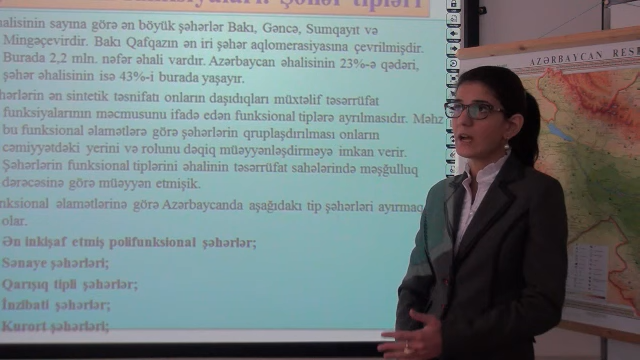 Şəhər tipləri
əhalisinin sayına görə ən böyük şəhərlər Bakı, Gəncə, Sumqayıt və
Mingəçevirdir. Bakı Qafqazın ən iri şəhər aqlomerasiyasına çevrilmişdir.
Burada 2,2 mln. nəfər əhali vardır. Azərbaycan əhalisinin 23%-ə qədəri,
şəhər əhalisinin isə 43%-i burada yaşayır.
hərlərin ən sintetik təsnifatı onların daşıdıqları müxtəlif təsərrüfat
funksiyalarının məcmusunu ifadə edən funksional tiplərə ayrılmasıdır. Məhz
bu funksional əlamətlərə görə şəhərlərin qruplaşdırılması onların
cəmiyyətdəki yerini və rolunu dəqiq müəyyənləşdirməyə imkan verir.
Şəhərlərin funksional tiplərini əhalinin təsərrüfat sahələrində məşğulluq
dərəcəsinə görə müəyyən etmişik.
nksional əlamətlərinə görə Azərbaycanda aşağıdakı tip şəhərləri ayırmaq
olar.
Ən inkişaf etmiş polifunksional şəhərlər;
Sənaye şəhərləri;
Qarışıq tipli şəhərlər;
İnzibati şəhərlər;
Kurort şəhərləri;
AZƏRBAYCAN RES